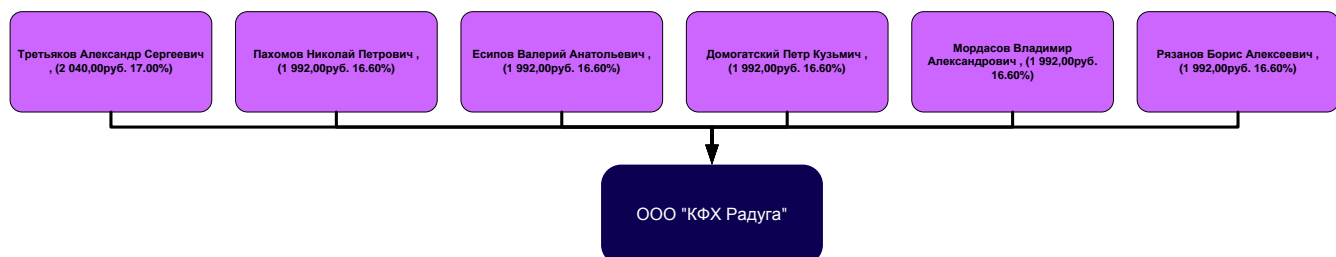 Третьяков Александр Сергеевич
, (2 040,00руб. 17.00%)
Пахомов Николай Петрович ,
(1 992,00руб. 16.60%)
Есипов Валерий Анатольевич ,
(1 992,00руб. 16.60%)
Домогатский Петр Кузьмич ,
(1 992,00руб. 16.60%)
Мордасов Владимир
Александрович , (1 992,00руб.
16.60%)
Рязанов Борис Алексеевич ,
(1 992,00руб. 16.60%)
ООО "КФХ Радуга"